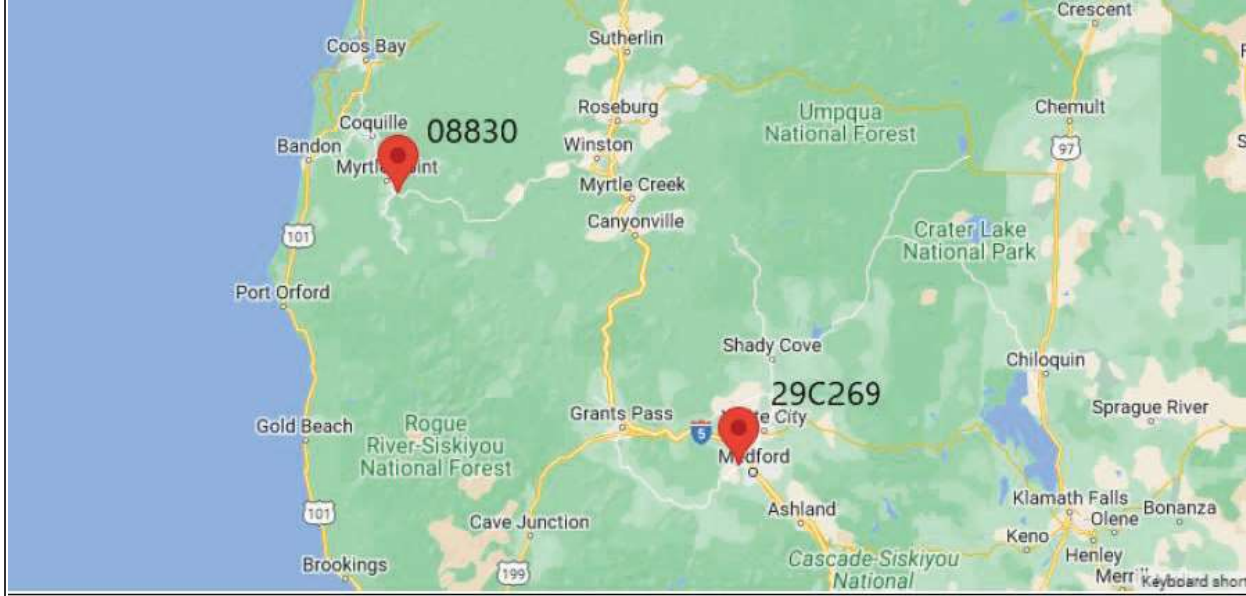 Crescent
Coos Bay
Sutherlin
Roseburg
Umpqua
National Forest
Chemult
Coquille
08830
Bandon
Winston
97
Myrtle Creek
Canyonville
101
Crater Lake
National Park
Port Orford
Shady Cove
Chiloquin
29C269
Grants Pass
Sprague River
Gold Beach
Rogue
River-Siskiyou
National Forest
5
City
Medford
101
Klamath Falls
Bonanza
Ashland
Olene
Cave Junction
Keno
Henley
Brookings
199
Cascade-Siskiyou
National
Keyboard short